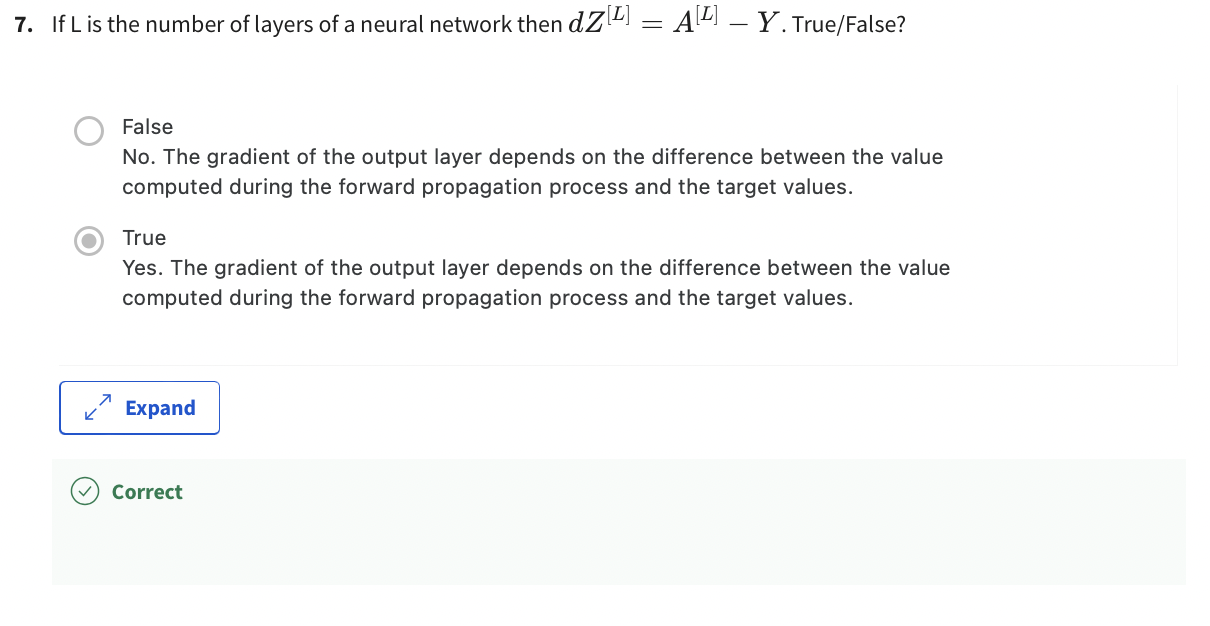 7. If L is the number of layers of a neural network then $dZ^{[L]} = A^{[L]} - Y$. True/False?
False
No. The gradient of the output layer depends on the difference between the value
computed during the forward propagation process and the target values.
True
Yes. The gradient of the output layer depends on the difference between the value
computed during the forward propagation process and the target values.
Expand
Correct